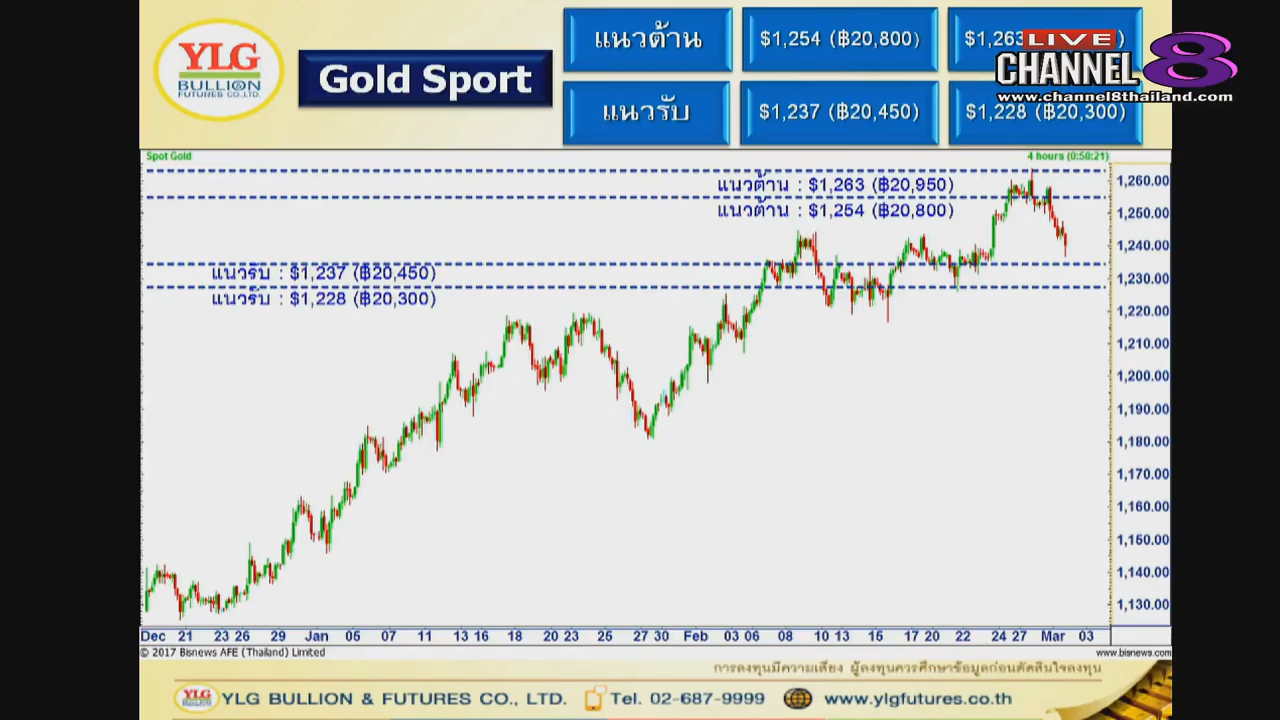 YLG
BULLION
FUTURES CO.,LTD.
Gold Sport
แนวต้าน $1,254 (฿20,800) $1,263
แนวรับ $1,237 (฿20,450) $1,228 (฿20,300)
LIVE
CHANNEL 8
www.channel8thailand.com
Spot Gold 4 hours (0:50:21)
แนวต้าน : $1,263 (฿20,950)
แนวต้าน : $1,254 (฿20,800)
แนวรับ : $1,237 (฿20,450)
แนวรับ : $1,228 (฿20,300)
1,260.00
1,250.00
1,240.00
1,230.00
1,220.00
1,210.00
1,200.00
1,190.00
1,180.00
1,170.00
1,160.00
1,150.00
1,140.00
1,130.00
Dec 21 23 26 29 Jan 05 07 11 13 16 18 20 23 25 27 30 Feb 03 06 08 10 13 15 17 20 22 24 27 Mar 03
© 2017 Bisnews AFE (Thailand) Limited www.bisnews.com
การลงทุนมีความเสี่ยง ผู้ลงทุนควรศึกษาข้อมูลก่อนตัดสินใจลงทุน
YLG YLG BULLION & FUTURES CO., LTD. Tel. 02-687-9999 www.ylgfutures.co.th